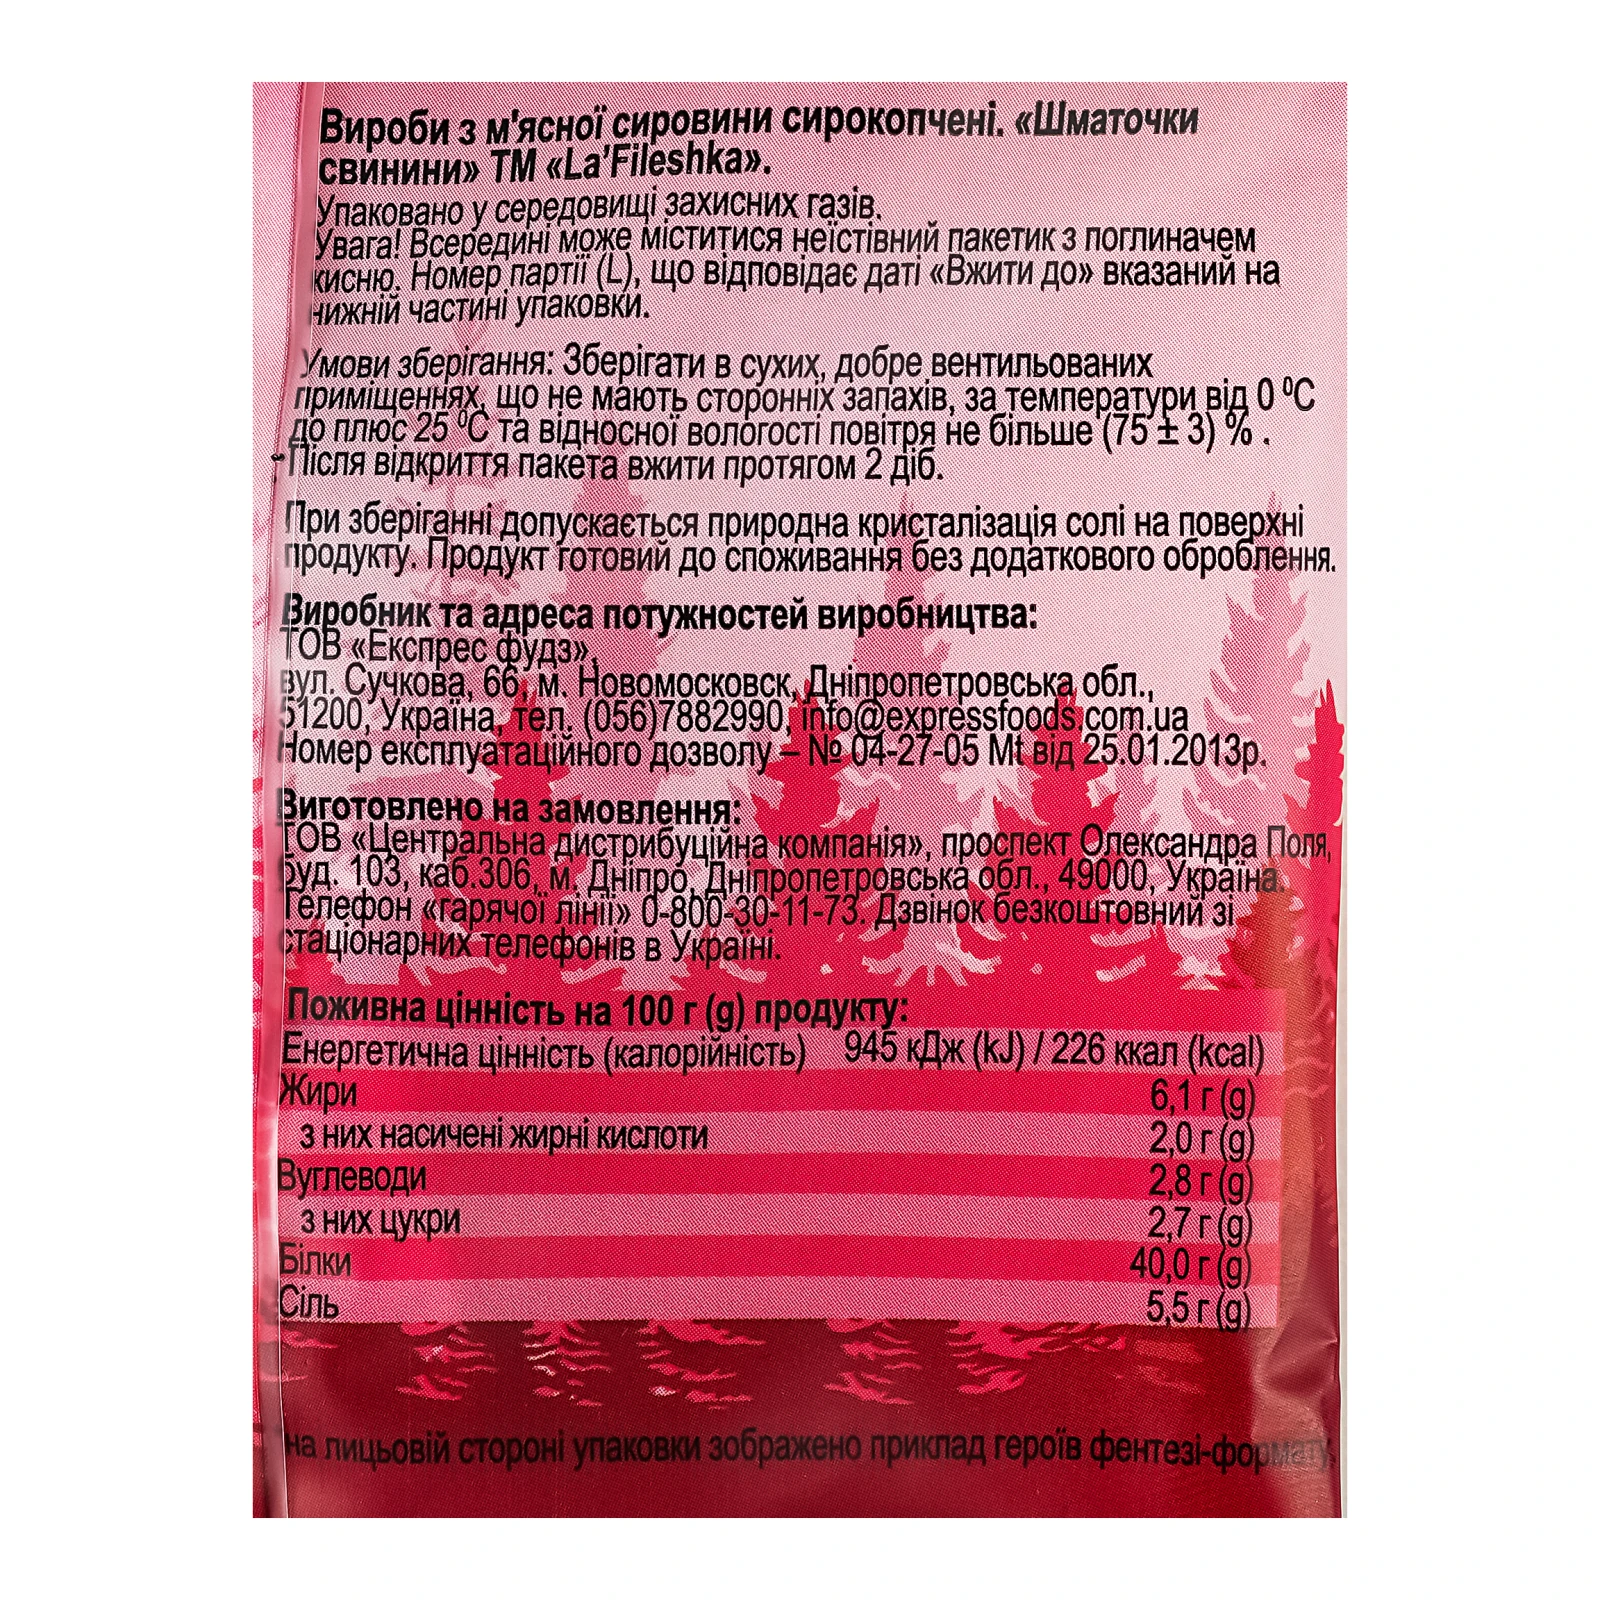 Вироби з м'ясної сировини сирокопчені. «Шматочки
свинини» ТМ «La'Fileshka».
Упаковано у середовищі захисних газів.
Увага! Всередині може міститися неїстівний пакетик з поглиначем
кисню. Номер партії (L), що відповідає даті «Вжити до» вказаний на
нижній частині упаковки.
Умови зберігання: Зберігати в сухих, добре вентильованих
приміщеннях, що не мають сторонніх запахів, за температури від 0 ⁰С
до плюс 25 ⁰С та відносної вологості повітря не більше (75 ± 3) % .
Після відкриття пакета вжити протягом 2 діб.
При зберіганні допускається природна кристалізація солі на поверхні
продукту. Продукт готовий до споживання без додаткового оброблення.
Виробник та адреса потужностей виробництва:
ТОВ «Експрес фудз»,
вул. Сучкова, 66, м. Новомосковск, Дніпропетровська обл.,
51200, Україна, тел. (056)7882990, info@expressfoods.com.ua
Номер експлуатаційного дозволу – № 04-27-05 Mt від 25.01.2013р.
Виготовлено на замовлення:
ТОВ «Центральна дистрибуційна компанія», проспект Олександра Поля,
буд. 103, каб.306, м. Дніпро, Дніпропетровська обл., 49000, Україна.
Телефон «гарячої лінії» 0-800-30-11-73. Дзвінок безкоштовний зі
стаціонарних телефонів в Україні.
Поживна цінність на 100 г (g) продукту:
Енергетична цінність (калорійність) 945 кДж (kJ) / 226 ккал (kcal)
Жири 6,1 г (g)
з них насичені жирні кислоти 2,0 г (g)
Вуглеводи 2,8 г (g)
з них цукри 2,7 г (g)
Білки 40,0 г (g)
Сіль 5,5 г (g)
на лицьовій стороні упаковки зображено приклад героїв фентезі-формату.